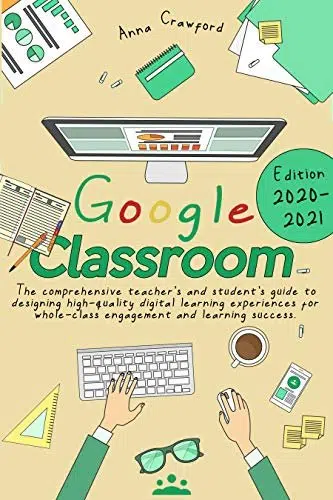 Anna Crawford
Edition
2020-
2021
Google
Classroom
The comprehensive teacher's and student's guide to
designing high-quality digital learning experiences for
whole-class engagement and learning success.